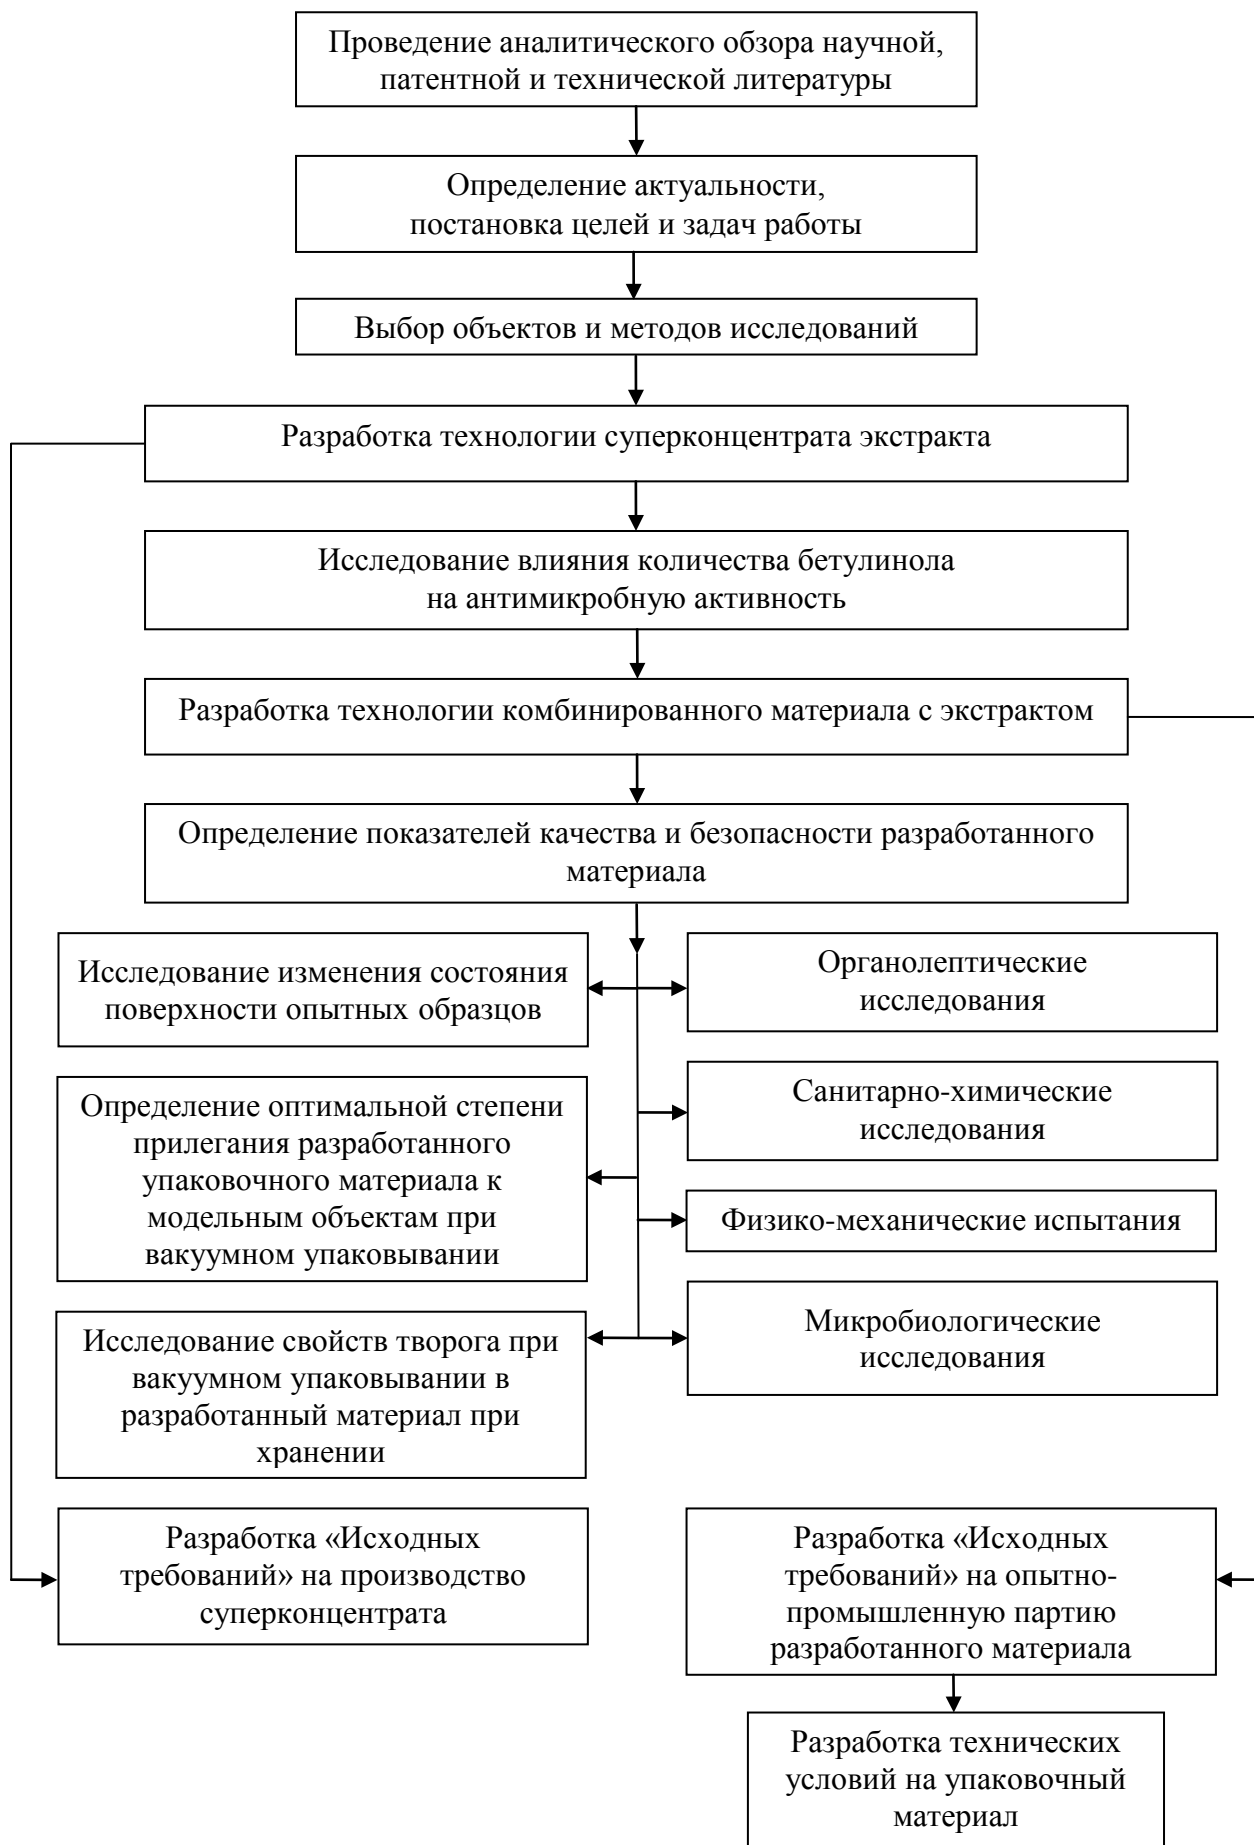 Проведение аналитического обзора научной,
патентной и технической литературы
Определение актуальности,
постановка целей и задач работы
Выбор объектов и методов исследований
Разработка технологии суперконцентрата экстракта
Исследование влияния количества бетулинола
на антимикробную активность
Разработка технологии комбинированного материала с экстрактом
Определение показателей качества и безопасности разработанного
материала
Исследование изменения состояния
поверхности опытных образцов
Органолептические
исследования
Определение оптимальной степени
прилегания разработанного
упаковочного материала к
модельным объектам при
вакуумном упаковывании
Санитарно-химические
исследования
Физико-механические испытания
Исследование свойств творога при
вакуумном упаковывании в
разработанный материал при
хранении
Микробиологические
исследования
Разработка «Исходных
требований» на производство
суперконцентрата
Разработка «Исходных
требований» на опытно-
промышленную партию
разработанного материала
Разработка технических
условий на упаковочный
материал